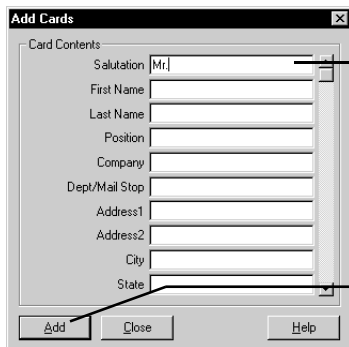 Add Cards
Card Contents
Salutation Mr.
First Name
Last Name
Position
Company
Dept/Mail Stop
Address1
Address2
City
State
Add Close Help